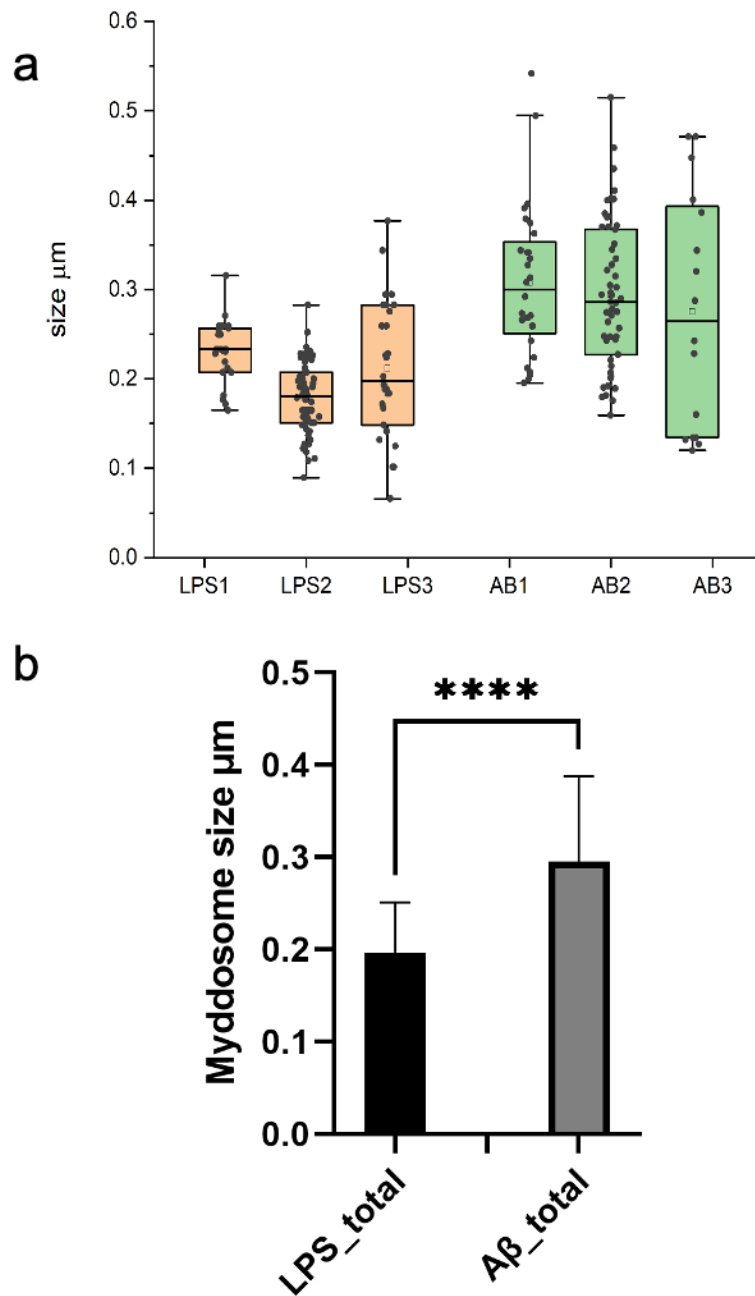 a
0.6
0.5
0.4
0.3
0.2
0.1
0.0
size μm
LPS1 LPS2 LPS3 AB1 AB2 AB3
b
0.5
0.4
0.3
0.2
0.1
0.0
Myddosome size μm
****
LPS_total
Aβ_total